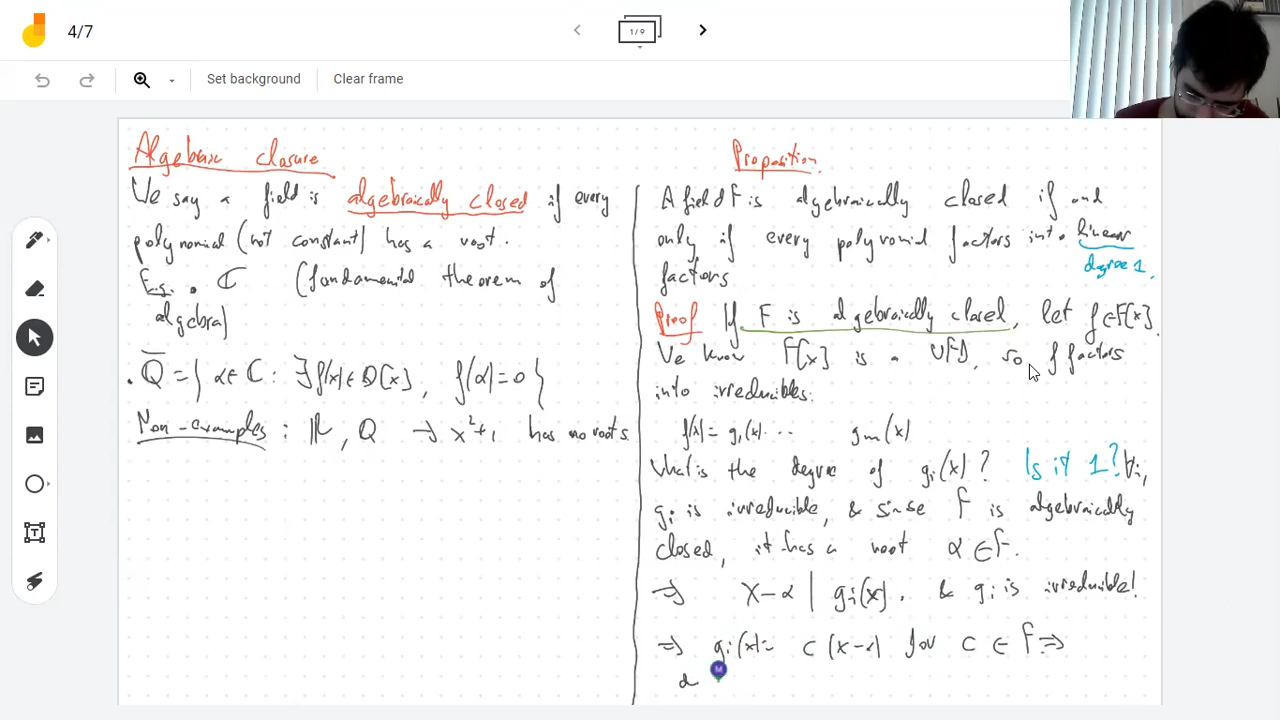 4/7
1/9
Set background
Clear frame
Algebraic closure
We say a field is algebraically closed if every
polynomial (not constant) has a root.
E.g. • ℂ (fundamental theorem of
algebra)
• Q̅ = { α ∈ ℂ : ∃ f(x) ∈ Q[x], f(α) = 0 }
Non-examples : ℝ, Q → x²+1 has no roots
Proposition
A field F is algebraically closed if and
only if every polynomial factors into linear
degree 1.
factors
Proof If F is algebraically closed, let f ∈ F[x].
We know F[x] is a UFD, so f factors
into irreducibles.
f(x) = g₁(x) ⋯ gₘ(x)
What is the degree of gᵢ(x)? Is it 1? ∀i,
gᵢ is irreducible, & since F is algebraically
closed, it has a root α ∈ F.
⇒ x-α | gᵢ(x). & gᵢ is irreducible!
⇒ gᵢ(x) = c (x-α) for c ∈ F ⇒
d
M